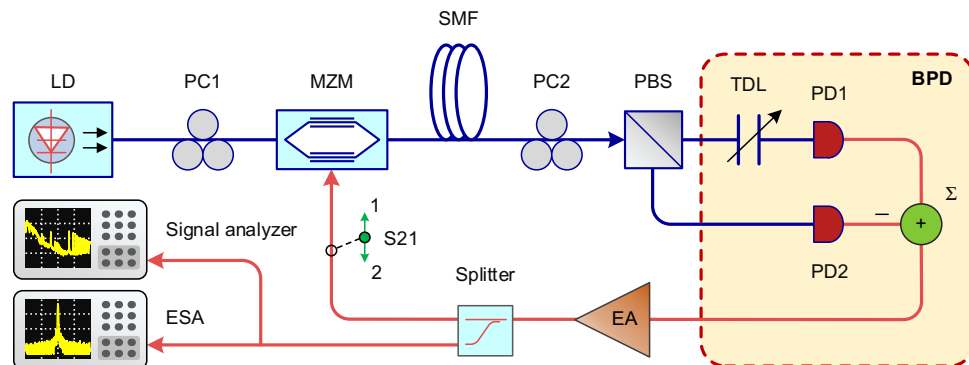 SMF
LD
PC1
MZM
PC2
PBS
TDL
PD1
BPD
Σ
1
S21
2
Signal analyzer
–
+
PD2
Splitter
EA
ESA